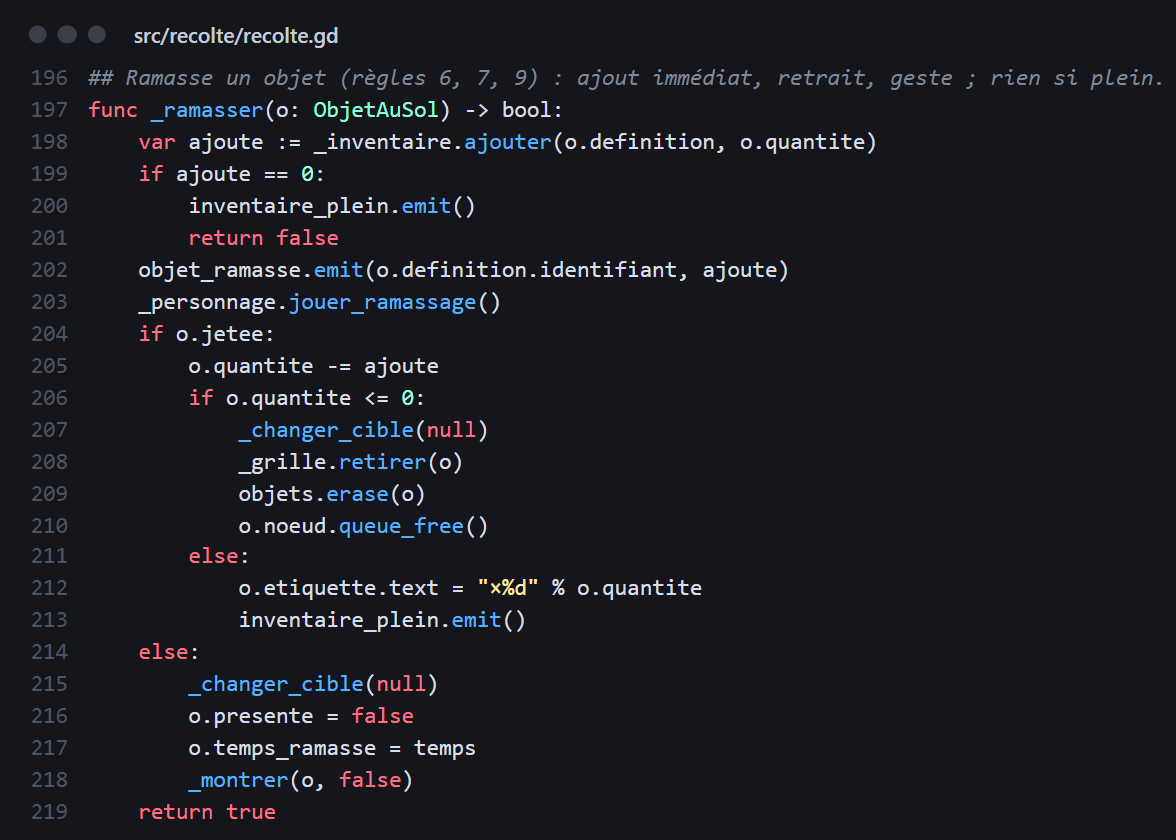 src/recolte/recolte.gd
196 ## Ramasse un objet (règles 6, 7, 9) : ajout immédiat, retrait, geste ; rien si plein.
197 func _ramasser(o: ObjetAuSol) -> bool:
198     var ajoute := _inventaire.ajouter(o.definition, o.quantite)
199     if ajoute == 0:
200         inventaire_plein.emit()
201         return false
202     objet_ramasse.emit(o.definition.identifiant, ajoute)
203     _personnage.jouer_ramassage()
204     if o.jetee:
205         o.quantite -= ajoute
206         if o.quantite <= 0:
207             _changer_cible(null)
208             _grille.retirer(o)
209             objets.erase(o)
210             o.noeud.queue_free()
211         else:
212             o.etiquette.text = "×%d" % o.quantite
213             inventaire_plein.emit()
214     else:
215         _changer_cible(null)
216         o.presente = false
217         o.temps_ramasse = temps
218         _montrer(o, false)
219     return true